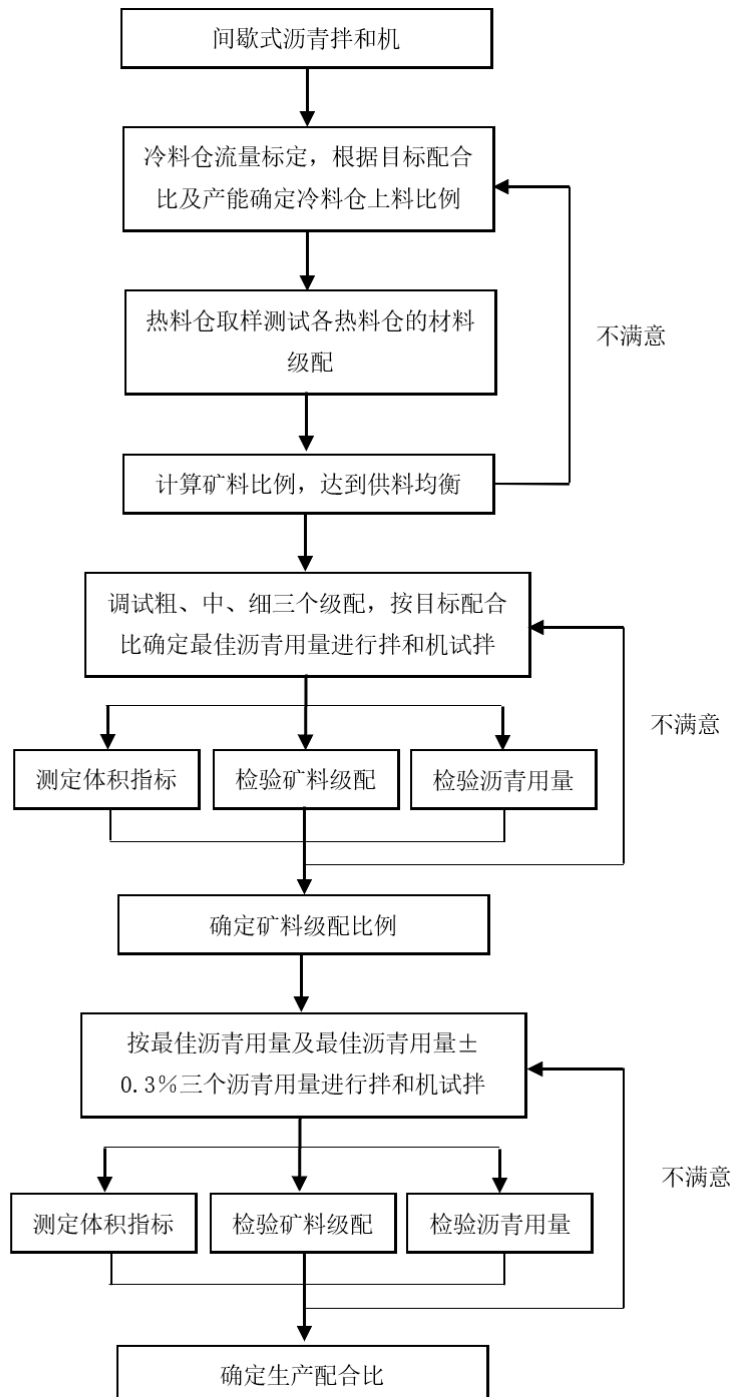 间歇式沥青拌和机
冷料仓流量标定，根据目标配合
比及产能确定冷料仓上料比例
热料仓取样测试各热料仓的材料
级配
不满意
计算矿料比例，达到供料均衡
调试粗、中、细三个级配，按目标配合
比确定最佳沥青用量进行拌和机试拌
不满意
测定体积指标
检验矿料级配
检验沥青用量
确定矿料级配比例
按最佳沥青用量及最佳沥青用量±
0.3%三个沥青用量进行拌和机试拌
不满意
测定体积指标
检验矿料级配
检验沥青用量
确定生产配合比